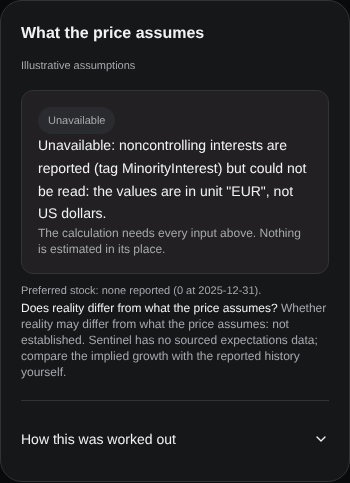 What the price assumes
Illustrative assumptions
Unavailable
Unavailable: noncontrolling interests are
reported (tag MinorityInterest) but could not
be read: the values are in unit "EUR", not
US dollars.
The calculation needs every input above. Nothing
is estimated in its place.
Preferred stock: none reported (0 at 2025-12-31).
Does reality differ from what the price assumes? Whether
reality may differ from what the price assumes: not
established. Sentinel has no sourced expectations data;
compare the implied growth with the reported history
yourself.
How this was worked out